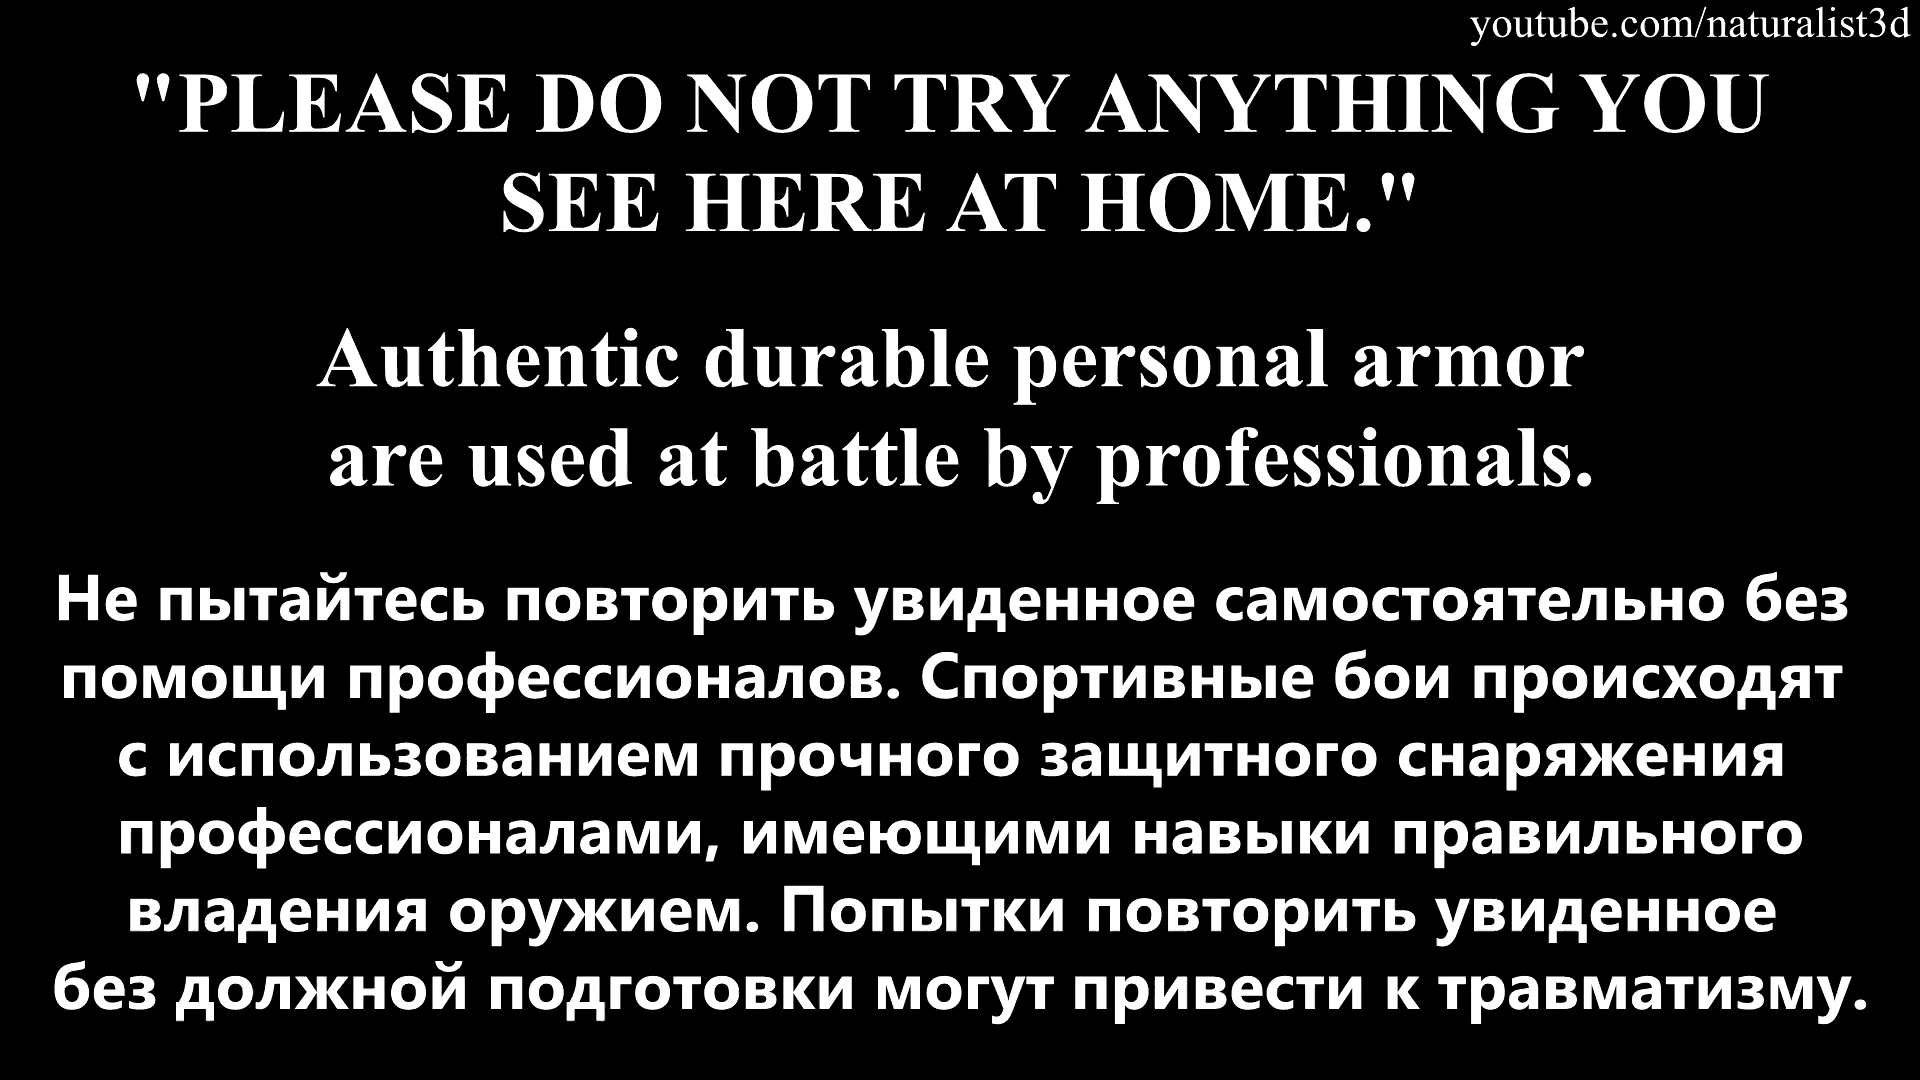 youtube.com/naturalist3d
"PLEASE DO NOT TRY ANYTHING YOU
SEE HERE AT HOME."
Authentic durable personal armor
are used at battle by professionals.
Не пытайтесь повторить увиденное самостоятельно без
помощи профессионалов. Спортивные бои происходят
с использованием прочного защитного снаряжения
профессионалами, имеющими навыки правильного
владения оружием. Попытки повторить увиденное
без должной подготовки могут привести к травматизму.